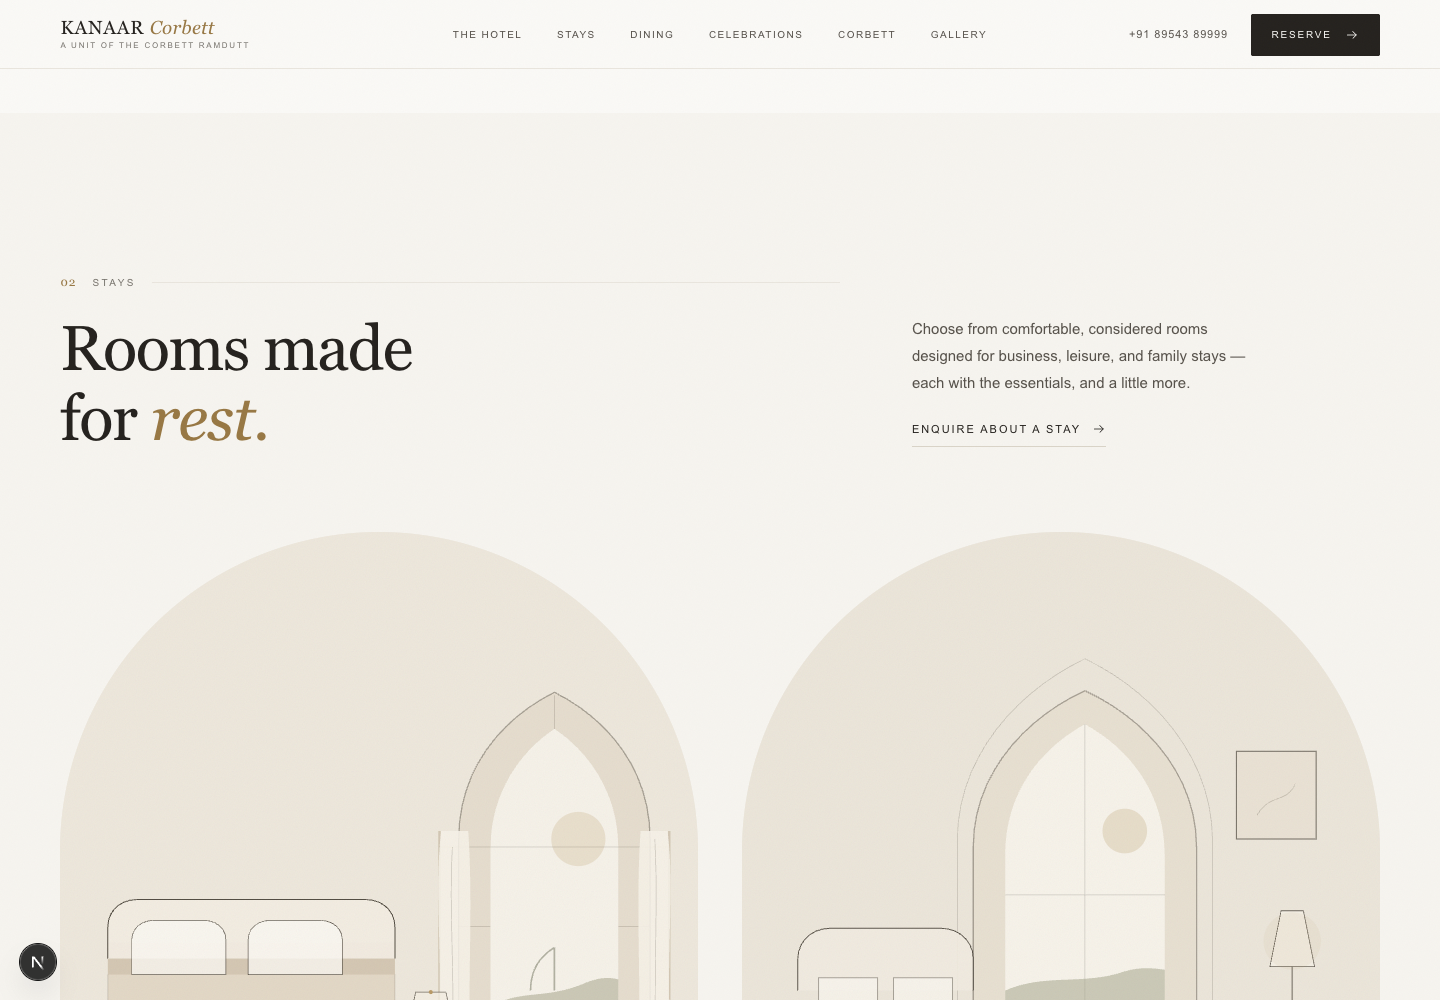 KANAAR Corbett
A UNIT OF THE CORBETT RAMDUTT
THE HOTEL
STAYS
DINING
CELEBRATIONS
CORBETT
GALLERY
+91 89543 89999
RESERVE →
02 STAYS
Rooms made
for rest.
Choose from comfortable, considered rooms
designed for business, leisure, and family stays —
each with the essentials, and a little more.
ENQUIRE ABOUT A STAY →
N